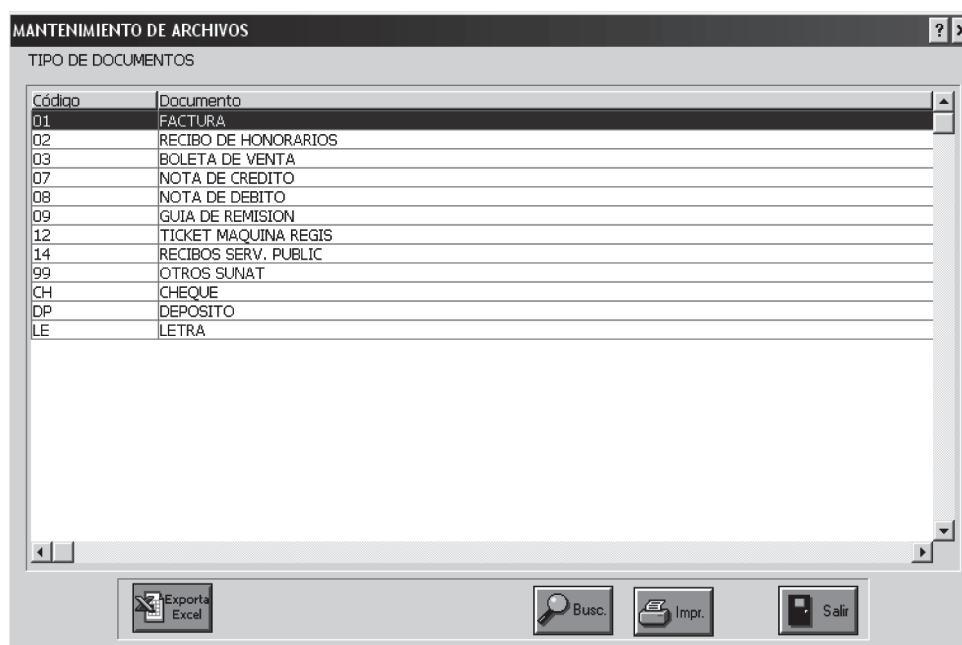 MANTENIMIENTO DE ARCHIVOS
TIPO DE DOCUMENTOS
Código Documento
01 FACTURA
02 RECIBO DE HONORARIOS
03 BOLETA DE VENTA
07 NOTA DE CREDITO
08 NOTA DE DEBITO
09 GUIA DE REMISION
12 TICKET MAQUINA REGIS
14 RECIBOS SERV. PUBLIC
99 OTROS SUNAT
CH CHEQUE
DP DEPOSITO
LE LETRA
Exporta
Excel
Busc.
Impr.
Salir